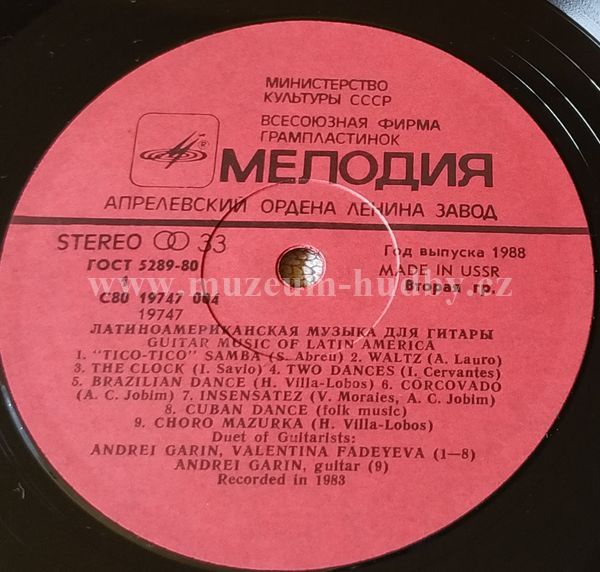 МИНИСТЕРСТВО
КУЛЬТУРЫ СССР
ВСЕСОЮЗНАЯ ФИРМА
ГРАМПЛАСТИНОК
® МЕЛОДИЯ
АПРЕЛЕВСКИЙ ОРДЕНА ЛЕНИНА ЗАВОД
STEREO 33
Год выпуска 1988
ГОСТ 5289-80
MADE IN USSR
1
Вторая гр.
www.muzeum-hudby.cz
С80 19747 004
19747
ЛАТИНОАМЕРИКАНСКАЯ МУЗЫКА ДЛЯ ГИТАРЫ
GUITAR MUSIC OF LATIN AMERICA
1. "TICO-TICO" SAMBA (S. Abreu) 2. WALTZ (A. Lauro)
3. THE CLOCK (I. Savio) 4. TWO DANCES (I. Cervantes)
5. BRAZILIAN DANCE (H. Villa-Lobos) 6. CORCOVADO
(A. C. Jobim) 7. INSENSATEZ (V. Morales, A. C. Jobim)
8. CUBAN DANCE (folk music)
9. CHORO MAZURKA (H. Villa-Lobos)
Duet of Guitarists:
ANDREI GARIN, VALENTINA FADEYEVA (1—8)
ANDREI GARIN, guitar (9)
Recorded in 1983